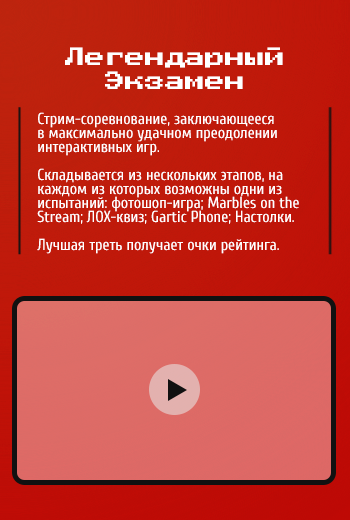 Легендарный
Экзамен
Стрим-соревнование, заключающееся
в максимально удачном преодолении
интерактивных игр.
Складывается из нескольких этапов, на
каждом из которых возможны одни из
испытаний: фотошоп-игра; Marbles on the
Stream; ЛОХ-квиз; Gartic Phone; Настолки.
Лучшая треть получает очки рейтинга.